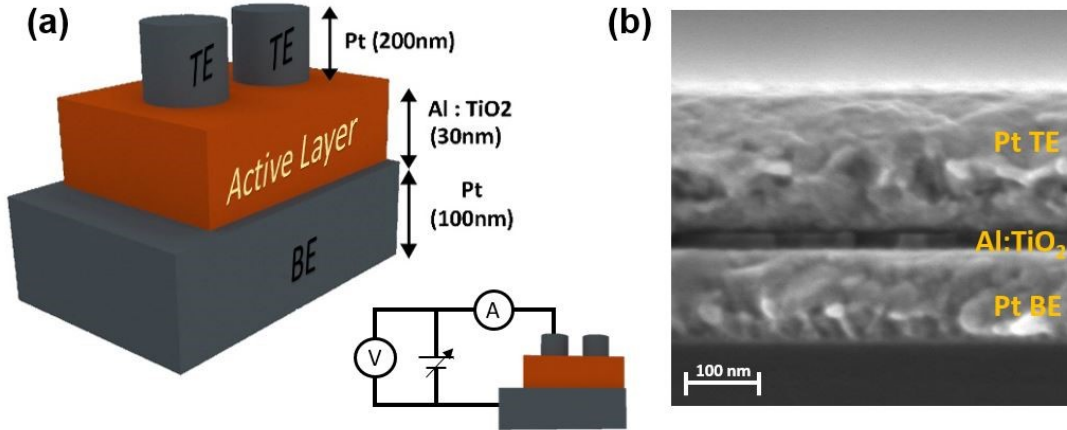 (a)
TE
TE
Pt (200nm)
Al : TiO2
(30nm)
Active Layer
Pt
(100nm)
BE
A
V
(b)
Pt TE
Al:TiO₂
Pt BE
100 nm